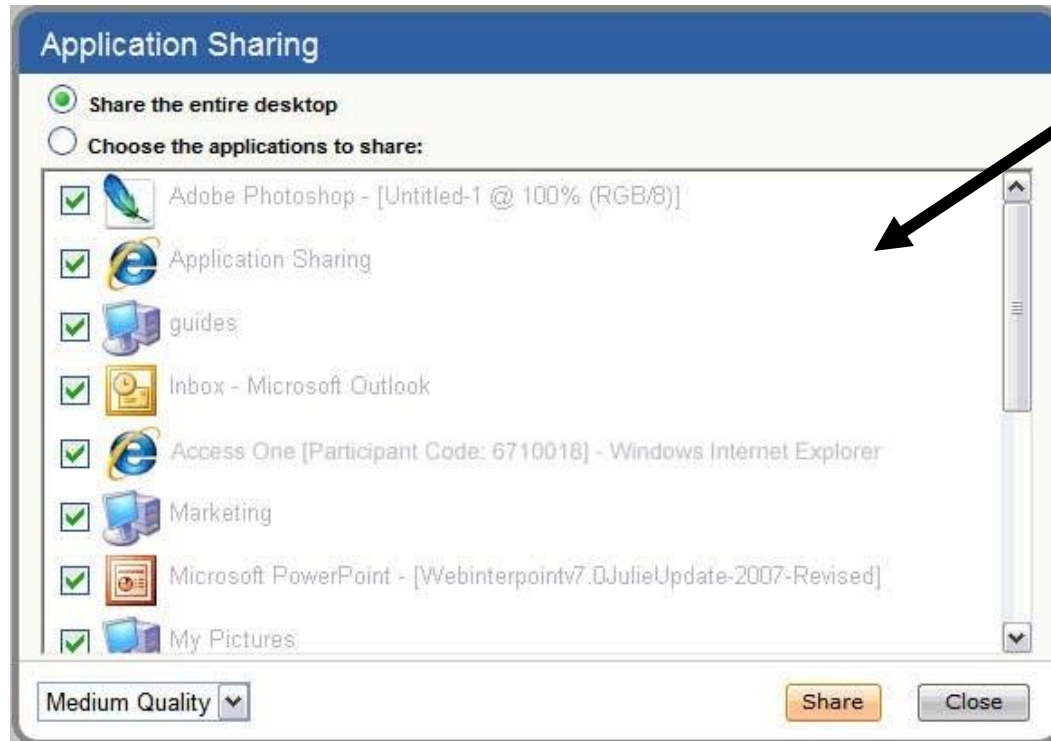 Application Sharing
Share the entire desktop
Choose the applications to share:
Adobe Photoshop - [Untitled-1 @ 100% (RGB/8)]
Application Sharing
guides
Inbox - Microsoft Outlook
Access One [Participant Code: 6710018] - Windows Internet Explorer
Marketing
Microsoft PowerPoint - [Webinterpointv7.0JulieUpdate-2007-Revised]
My Pictures
Medium Quality
Share
Close